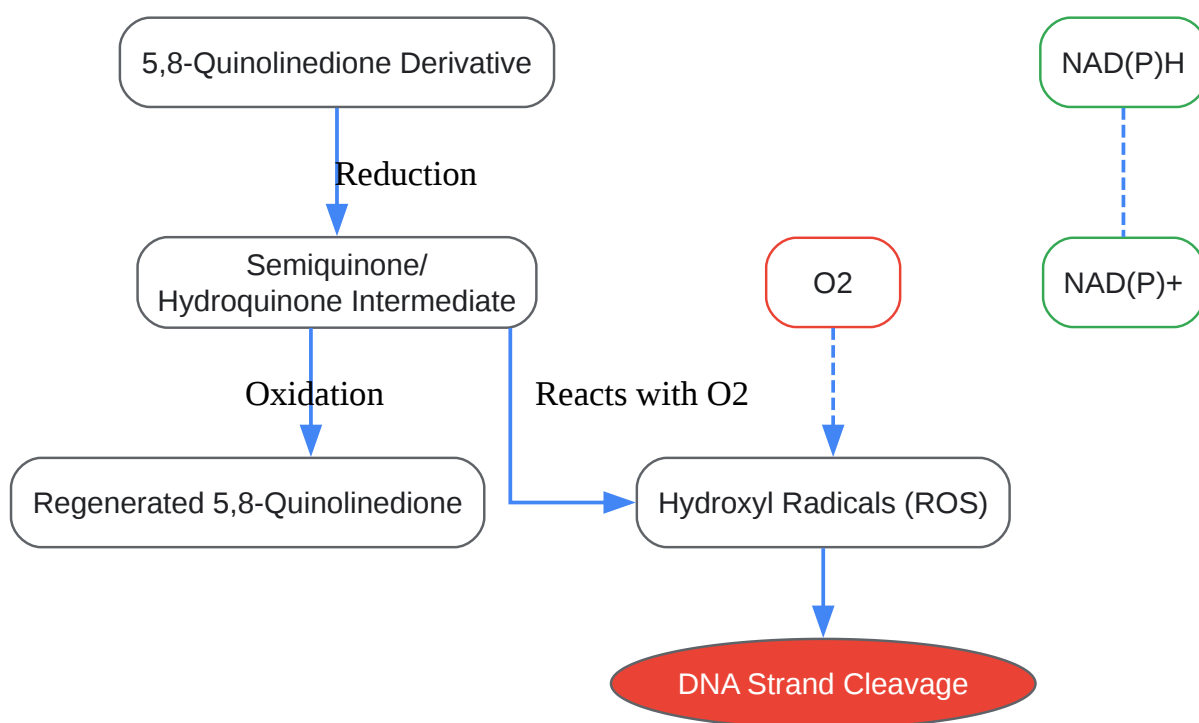 5,8-Quinolinedione Derivative
NAD(P)H
Reduction
Semiquinone/
Hydroquinone Intermediate
O2
NAD(P)+
Oxidation
Reacts with O2
Regenerated 5,8-Quinolinedione
Hydroxyl Radicals (ROS)
DNA Strand Cleavage